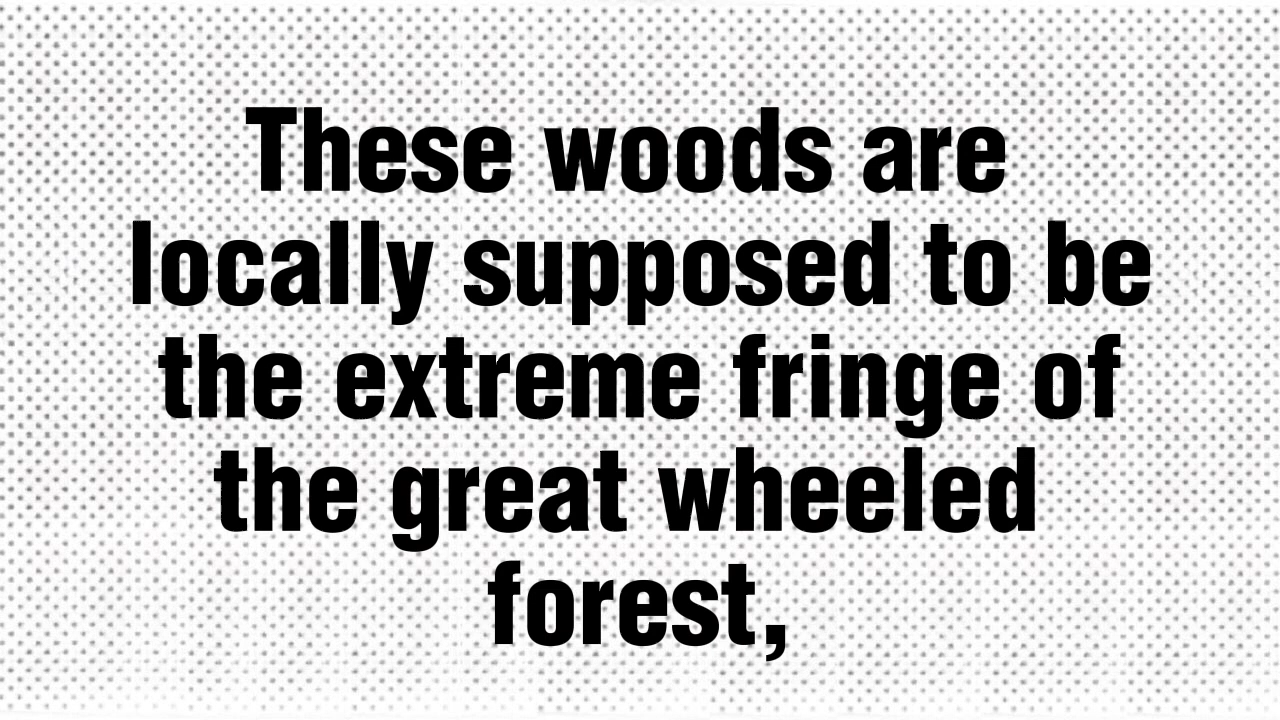 These woods are
locally supposed to be
the extreme fringe of
the great wheeled
forest,